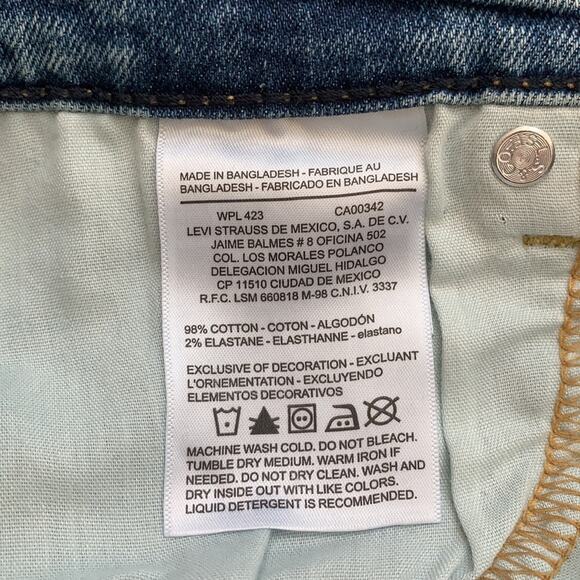 MADE IN BANGLADESH - FABRIQUE AU
BANGLADESH - FABRICADO EN BANGLADESH
WPL 423 CA00342
LEVI STRAUSS DE MEXICO, S.A. DE C.V.
JAIME BALMES # 8 OFICINA 502
COL. LOS MORALES POLANCO
DELEGACION MIGUEL HIDALGO
CP 11510 CIUDAD DE MEXICO
R.F.C. LSM 660818 M-98 C.N.I.V. 3337
98% COTTON - COTON - ALGODÓN
2% ELASTANE - ELASTHANNE - elastano
EXCLUSIVE OF DECORATION - EXCLUANT
L'ORNEMENTATION - EXCLUYENDO
ELEMENTOS DECORATIVOS
MACHINE WASH COLD. DO NOT BLEACH.
TUMBLE DRY MEDIUM. WARM IRON IF
NEEDED. DO NOT DRY CLEAN. WASH AND
DRY INSIDE OUT WITH LIKE COLORS.
LIQUID DETERGENT IS RECOMMENDED.